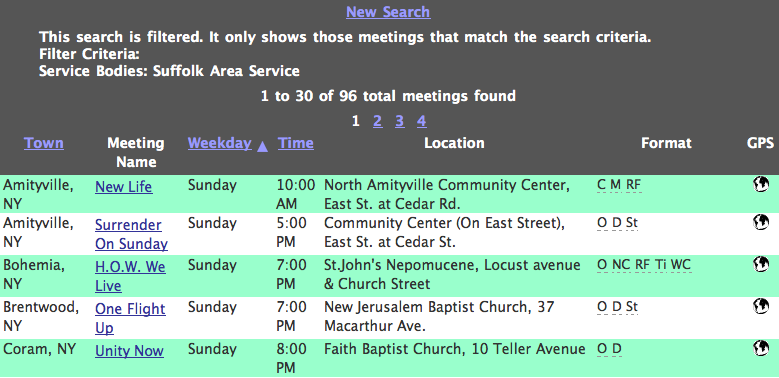 New Search
This search is filtered. It only shows those meetings that match the search criteria.
Filter Criteria:
Service Bodies: Suffolk Area Service
1 to 30 of 96 total meetings found
1 2 3 4
Town Meeting Name Weekday ▲ Time Location Format GPS
Amityville, New Life Sunday 10:00 North Amityville Community Center, C M RF
NY AM East St. at Cedar Rd.
Amityville, Surrender Sunday 5:00 Community Center (On East Street), O D St
NY On Sunday PM East St. at Cedar St.
Bohemia, H.O.W. We Sunday 7:00 St.John's Nepomucene, Locust avenue O NC RF Ti WC
NY Live PM & Church Street
Brentwood, One Flight Sunday 7:00 New Jerusalem Baptist Church, 37 O D St
NY Up PM Macarthur Ave.
Coram, NY Unity Now Sunday 8:00 Faith Baptist Church, 10 Teller Avenue O D
PM